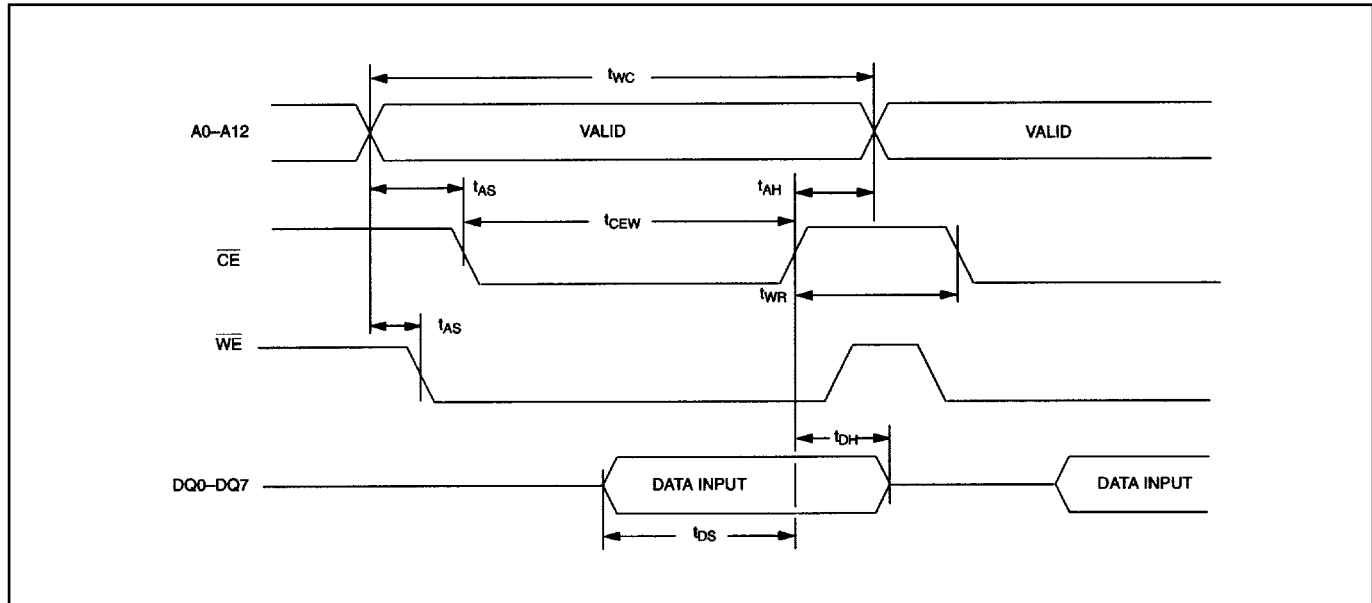 tWC
A0–A12
VALID
VALID
tAS
tAH
tCEW
CE
tWR
tAS
WE
tDH
DQ0–DQ7
DATA INPUT
DATA INPUT
tDS